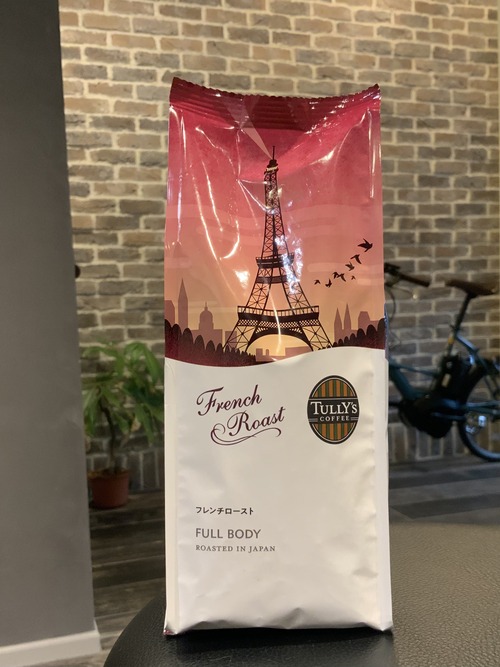 French
Roast
TULLY'S
COFFEE
フレンチロースト
FULL BODY
ROASTED IN JAPAN